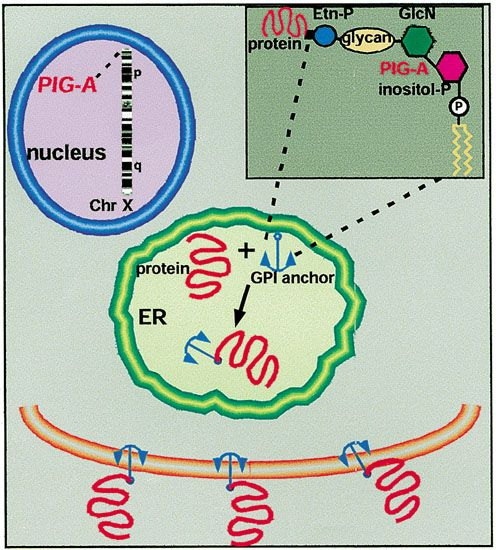 PIG-A
p
nucleus
q
Chr X
Etn-P
GlcN
protein
glycan
PIG-A
inositol-P
P
protein
+
GPI anchor
ER